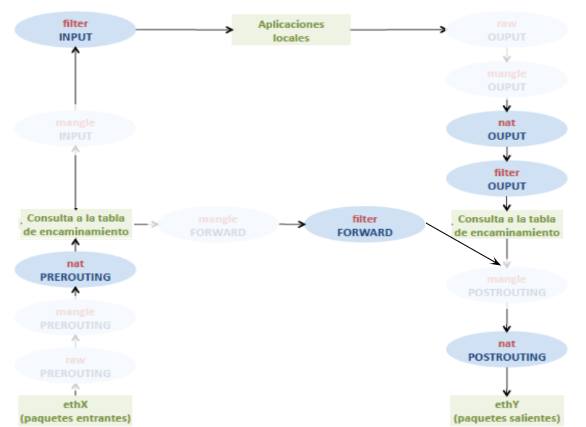 filter
INPUT
Aplicaciones
locales
raw
OUPUT
mangle
OUPUT
mangle
INPUT
nat
OUPUT
filter
OUPUT
Consulta a la tabla
de encaminamiento
mangle
FORWARD
filter
FORWARD
Consulta a la tabla
de encaminamiento
nat
PREROUTING
mangle
POSTROUTING
mangle
PREROUTING
nat
POSTROUTING
raw
PREROUTING
ethX
(paquetes entrantes)
ethY
(paquetes salientes)